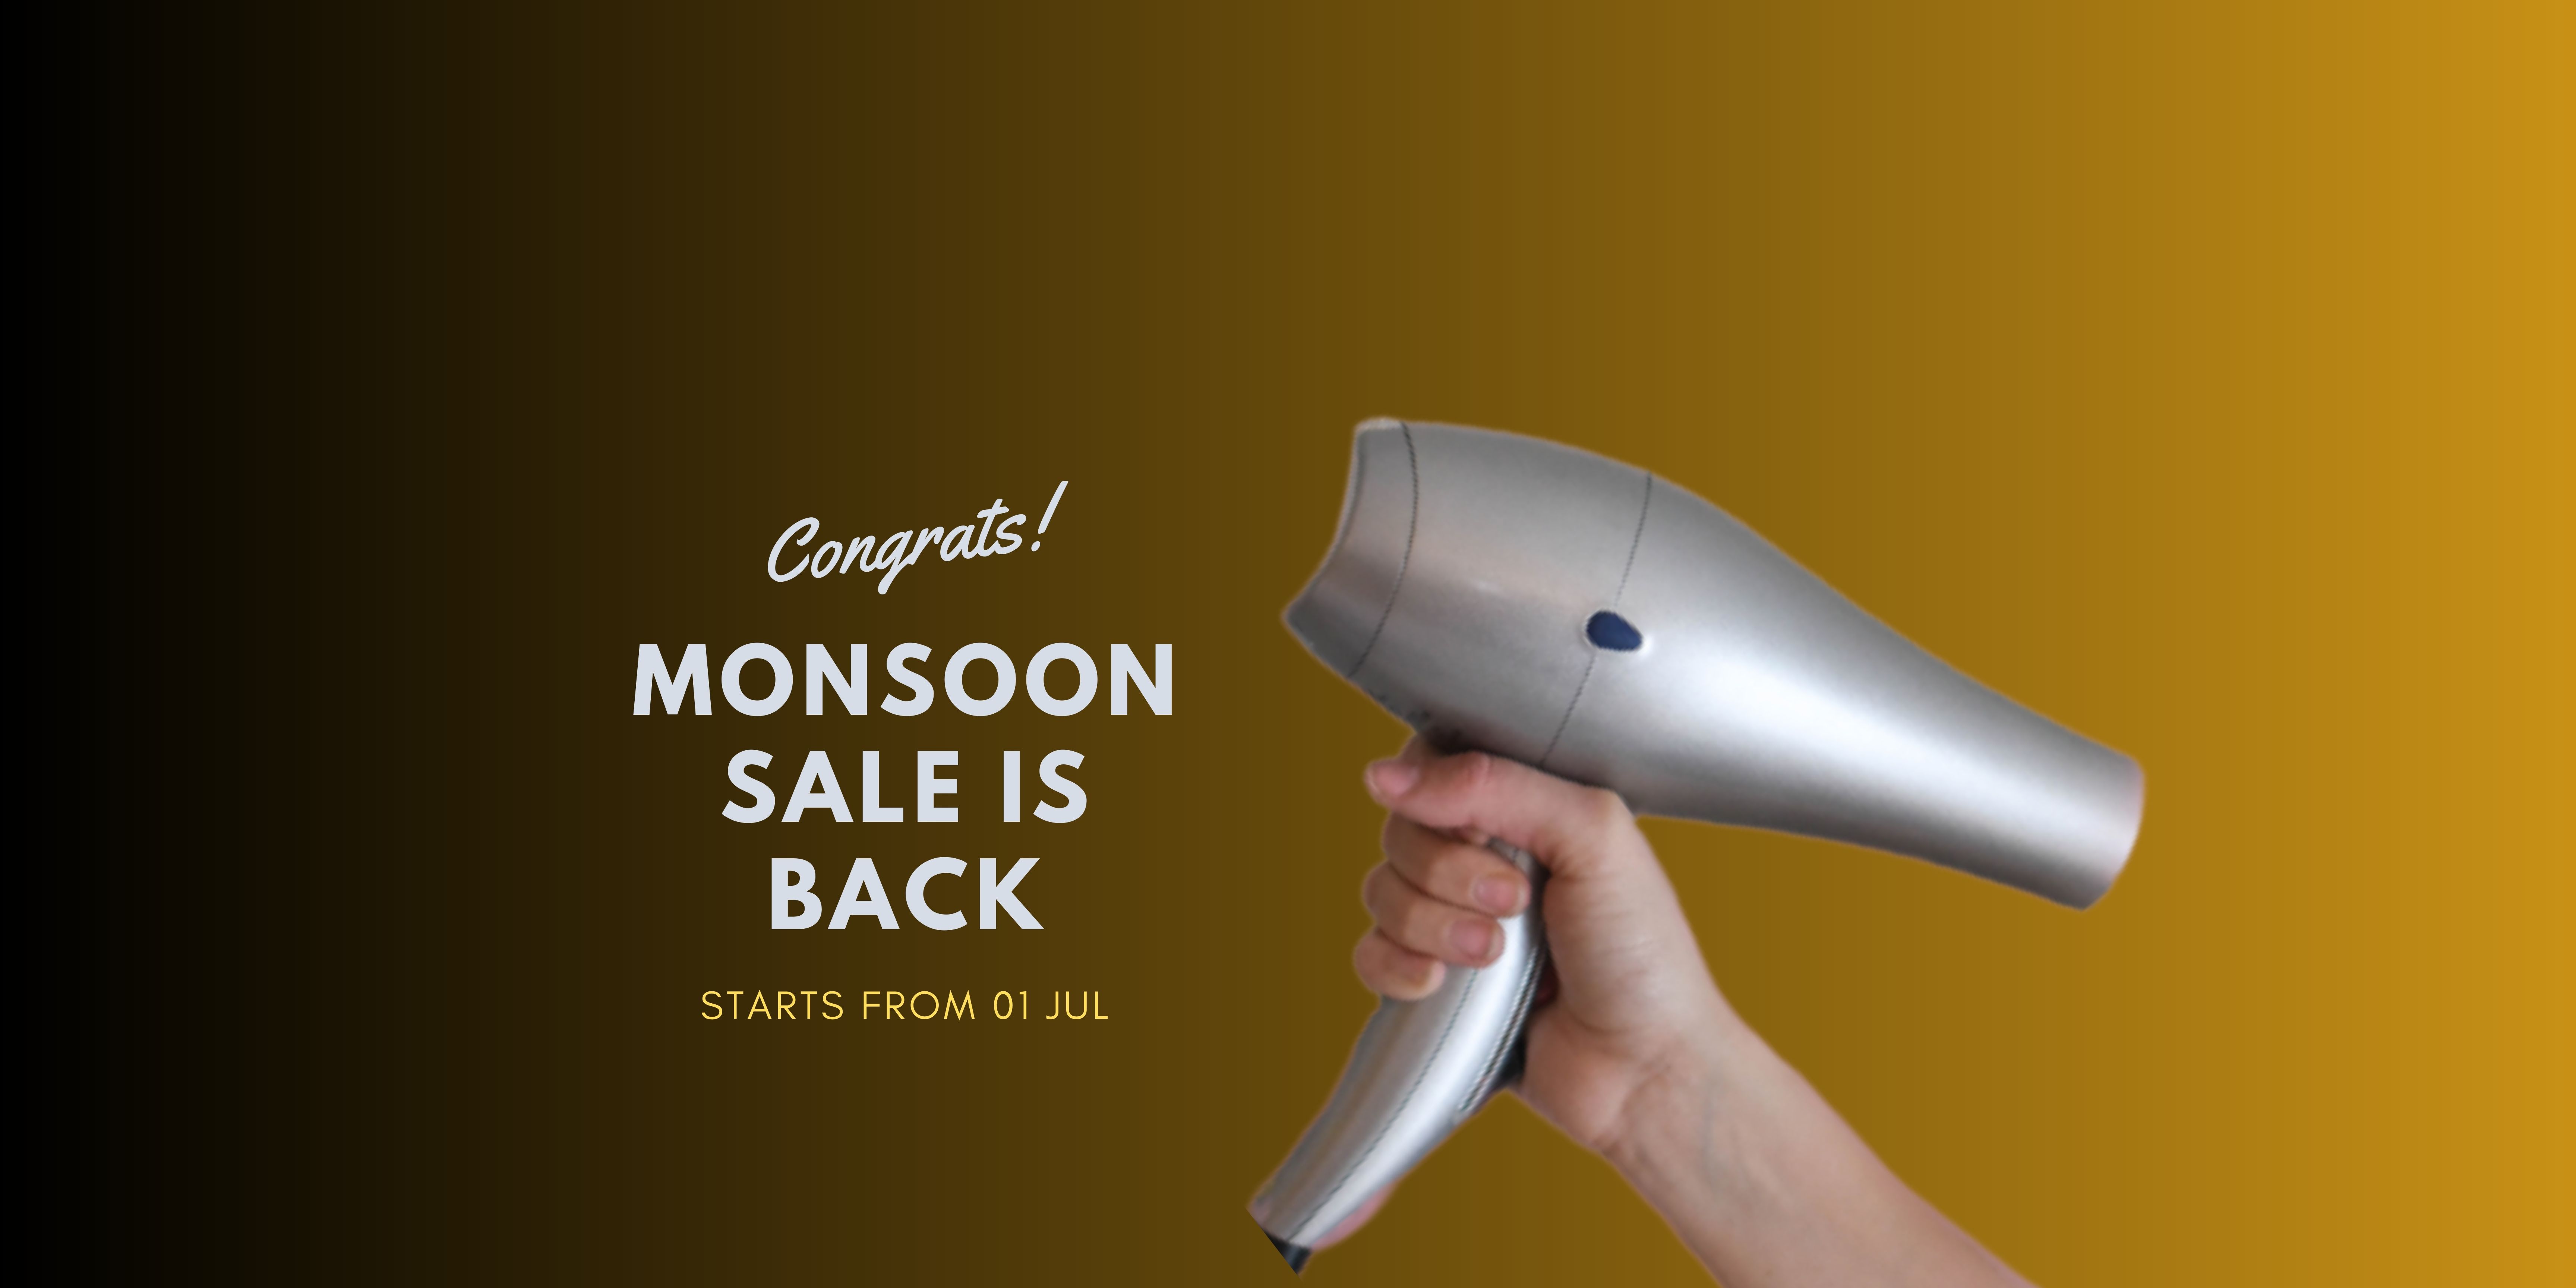 Congrats!
MONSOON
SALE IS
BACK
STARTS FROM 01 JUL